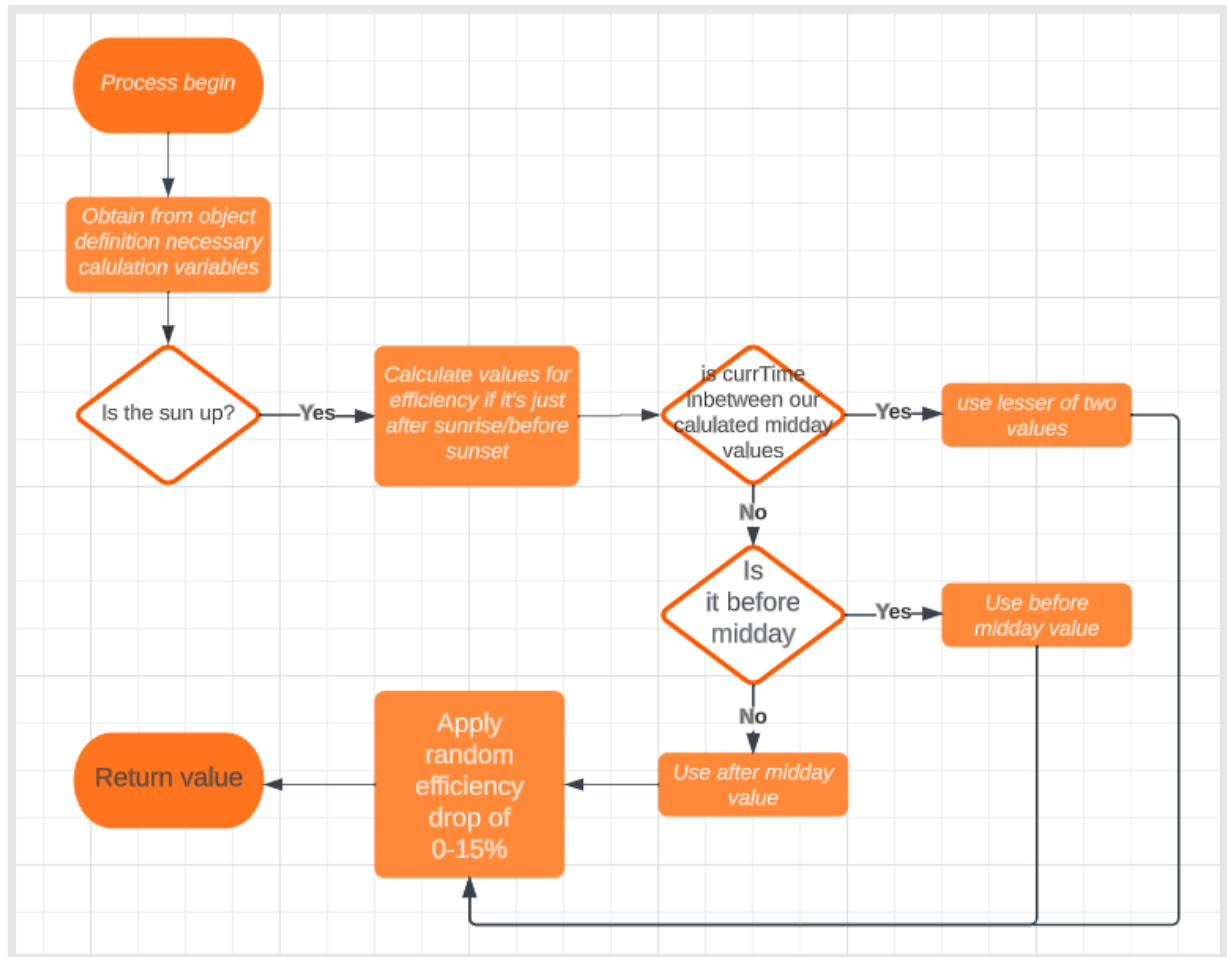 Process begin
Obtain from object
definition necessary
calulation variables
Is the sun up?
Yes
Calculate values for
efficiency if it's just
after sunrise/before
sunset
is currTime
inbetween our
calulated midday
values
Yes
use lesser of two
values
No
Is
it before
midday
Yes
Use before
midday value
No
Use after midday
value
Apply
random
efficiency
drop of
0-15%
Return value